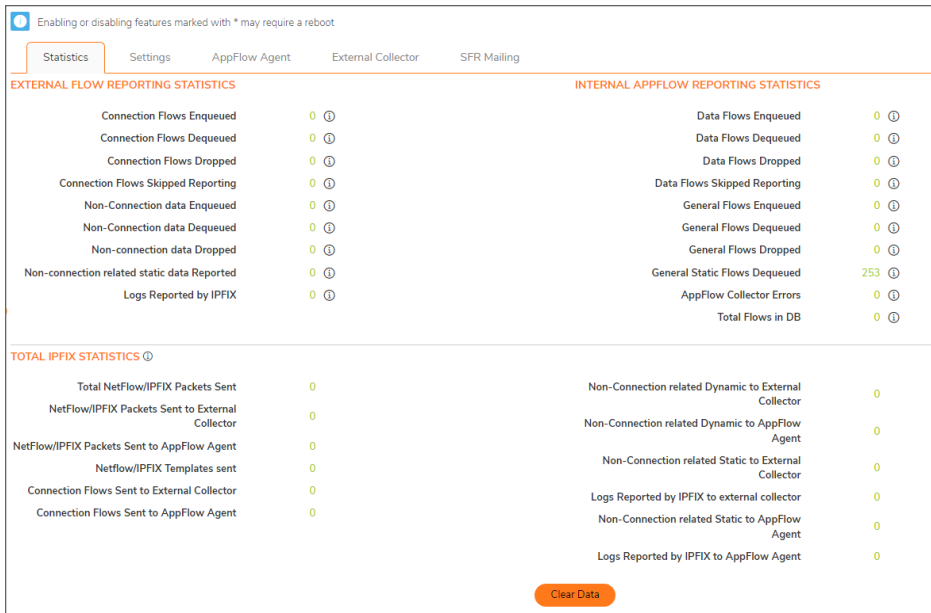 Enabling or disabling features marked with * may require a reboot
Statistics Settings AppFlow Agent External Collector SFR Mailing
EXTERNAL FLOW REPORTING STATISTICS
Connection Flows Enqueued 0
Connection Flows Dequeued 0
Connection Flows Dropped 0
Connection Flows Skipped Reporting 0
Non-Connection data Enqueued 0
Non-Connection data Dequeued 0
Non-connection data Dropped 0
Non-connection related static data Reported 0
Logs Reported by IPFIX 0
INTERNAL APPFLOW REPORTING STATISTICS
Data Flows Enqueued 0
Data Flows Dequeued 0
Data Flows Dropped 0
Data Flows Skipped Reporting 0
General Flows Enqueued 0
General Flows Dequeued 0
General Flows Dropped 0
General Static Flows Dequeued 253
AppFlow Collector Errors 0
Total Flows in DB 0
TOTAL IPFIX STATISTICS
Total NetFlow/IPFIX Packets Sent 0
NetFlow/IPFIX Packets Sent to External
Collector 0
NetFlow/IPFIX Packets Sent to AppFlow Agent 0
Netflow/IPFIX Templates sent 0
Connection Flows Sent to External Collector 0
Connection Flows Sent to AppFlow Agent 0
Non-Connection related Dynamic to External
Collector 0
Non-Connection related Dynamic to AppFlow
Agent 0
Non-Connection related Static to External
Collector 0
Logs Reported by IPFIX to external collector 0
Non-Connection related Static to AppFlow
Agent 0
Logs Reported by IPFIX to AppFlow Agent 0
Clear Data